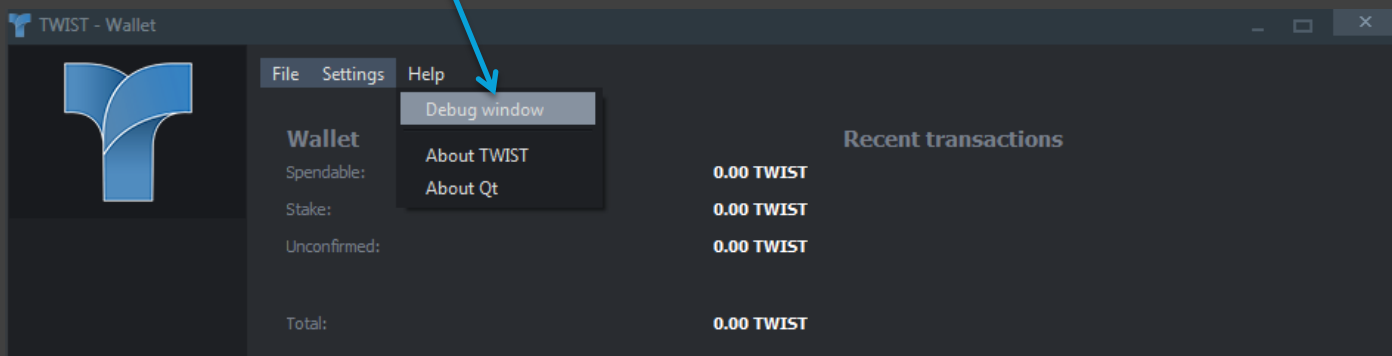 TWIST - Wallet
File Settings Help
Debug window
About TWIST
About Qt
Wallet
Spendable: 0.00 TWIST
Stake: 0.00 TWIST
Unconfirmed: 0.00 TWIST
Total: 0.00 TWIST
Recent transactions